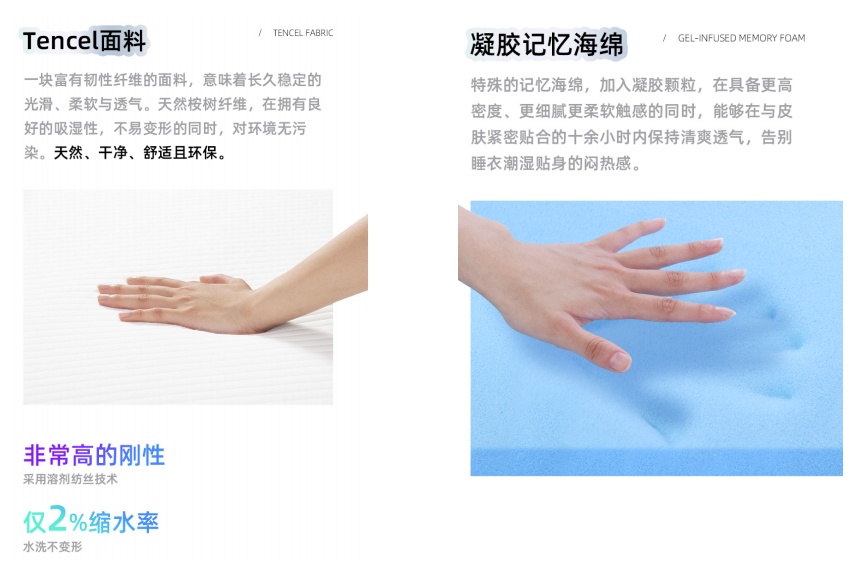 Tencel面料
/ TENCEL FABRIC
一块富有韧性纤维的面料，意味着长久稳定的
光滑、柔软与透气。天然桉树纤维，在拥有良
好的吸湿性，不易变形的同时，对环境无污
染。天然、干净、舒适且环保。
非常高的刚性
采用溶剂纺丝技术
仅2%缩水率
水洗不变形
凝胶记忆海绵
/ GEL-INFUSED MEMORY FOAM
特殊的记忆海绵，加入凝胶颗粒，在具备更高
密度、更细腻更柔软触感的同时，能够在与皮
肤紧密贴合的十余小时内保持清爽透气，告别
睡衣潮湿贴身的闷热感。